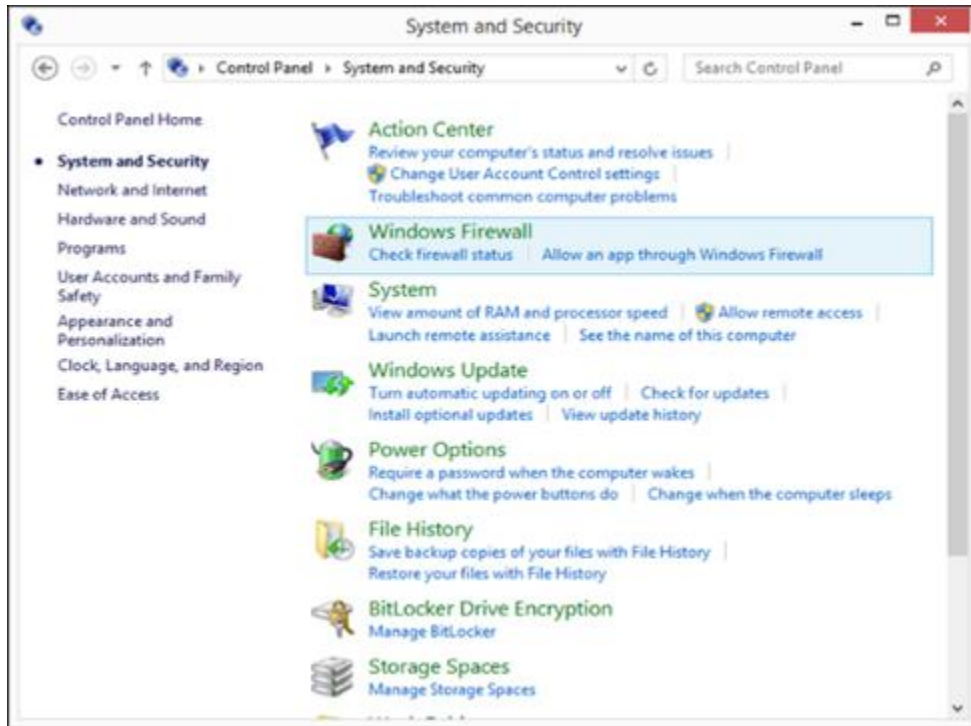 System and Security
Control Panel System and Security
Search Control Panel
Control Panel Home
System and Security
Network and Internet
Hardware and Sound
Programs
User Accounts and Family
Safety
Appearance and
Personalization
Clock, Language, and Region
Ease of Access
Action Center
Review your computer's status and resolve issues
Change User Account Control settings
Troubleshoot common computer problems
Windows Firewall
Check firewall status Allow an app through Windows Firewall
System
View amount of RAM and processor speed Allow remote access
Launch remote assistance See the name of this computer
Windows Update
Turn automatic updating on or off Check for updates
Install optional updates View update history
Power Options
Require a password when the computer wakes
Change what the power buttons do Change when the computer sleeps
File History
Save backup copies of your files with File History
Restore your files with File History
BitLocker Drive Encryption
Manage BitLocker
Storage Spaces
Manage Storage Spaces